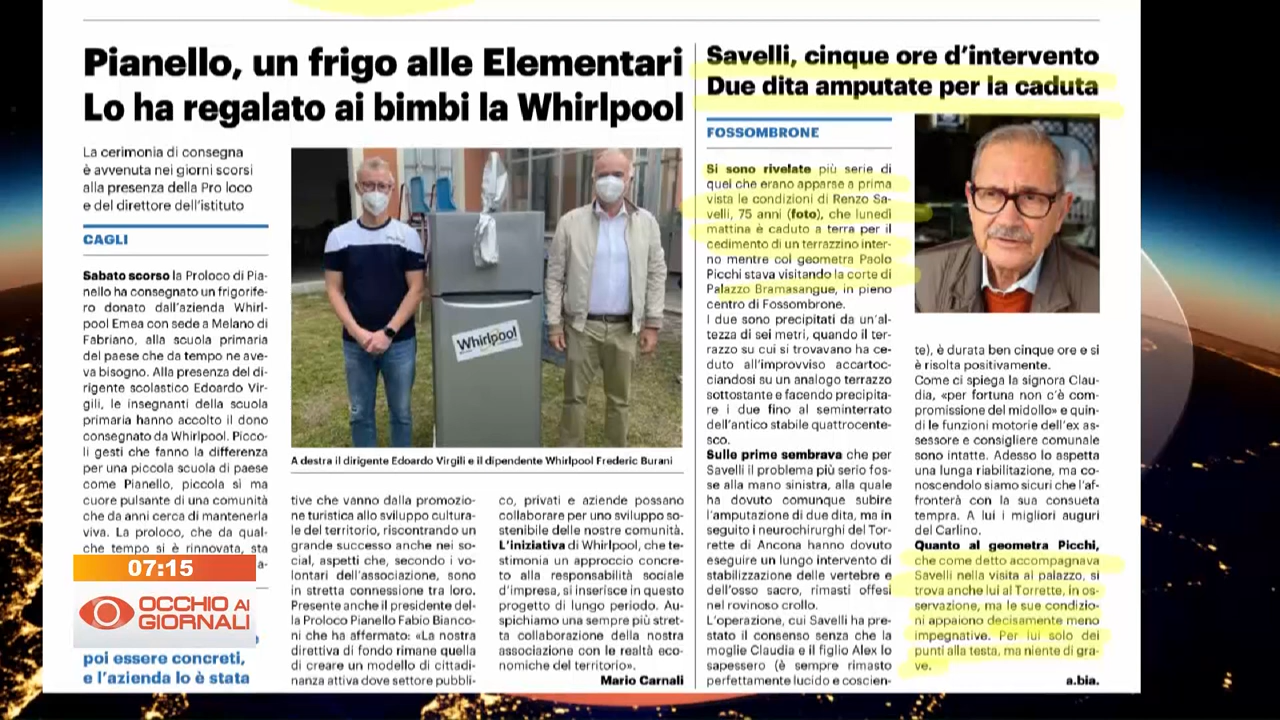 Pianello, un frigo alle Elementari
Lo ha regalato ai bimbi la Whirlpool
La cerimonia di consegna
è avvenuta nei giorni scorsi
alla presenza della Pro loco
e del direttore dell'istituto
CAGLI
Sabato scorso la Proloco di Pia-
nello ha consegnato un frigorife-
ro donato dall'azienda Whirl-
pool Emea con sede a Melano di
Fabriano, alla scuola primaria
del paese che da tempo ne ave-
va bisogno. Alla presenza del di-
rigente scolastico Edoardo Vir-
gili, le insegnanti della scuola
primaria hanno accolto il dono
consegnato da Whirlpool. Picco-
li gesti che fanno la differenza
per una piccola scuola di paese
come Pianello, piccola sì ma
cuore pulsante di una comunità
che da anni cerca di mantenerla
viva. La proloco, che da qual-
che tempo si è rinnovata, sta
a-
07:15
OCCHIO AI
GIORNALI
poi essere concreti,
e l'azienda lo è stata
Whirlpool
A destra il dirigente Edoardo Virgili e il dipendente Whirlpool Frederic Burani
tive che vanno dalla promozio-
ne turistica allo sviluppo cultura-
le del territorio, riscontrando un
grande successo anche nei so-
cial, aspetti che, secondo i vo-
lontari dell'associazione, sono
in stretta connessione tra loro.
Presente anche il presidente del-
la Proloco Pianello Fabio Bianco-
ni che ha affermato: «La nostra
direttiva di fondo rimane quella
di creare un modello di cittadi-
nanza attiva dove settore pubbli-
co, privati e aziende possano
collaborare per uno sviluppo so-
stenibile delle nostre comunità.
L'iniziativa di Whirlpool, che te-
stimonia un approccio concre-
to alla responsabilità sociale
d'impresa, si inserisce in questo
progetto di lungo periodo. Au-
spichiamo una sempre più stret-
ta collaborazione della nostra
associazione con le realtà eco-
nomiche del territorio».
Mario Carnali
Savelli, cinque ore d'intervento
Due dita amputate per la caduta
FOSSOMBRONE
Si sono rivelate più serie di
quel che erano apparse a prima
vista le condizioni di Renzo Sa-
velli, 75 anni (foto), che lunedì
mattina è caduto a terra per il
cedimento di un terrazzino inter-
no mentre col geometra Paolo
Picchi stava visitando la corte di
Palazzo Bramasangue, in pieno
centro di Fossombrone.
I due sono precipitati da un'al-
tezza di sei metri, quando il ter-
razzo su cui si trovavano ha ce-
duto all'improvviso accartoc-
ciandosi su un analogo terrazzo
sottostante e facendo precipita-
re i due fino al seminterrato
dell'antico stabile quattrocente-
sco.
Sulle prime sembrava che per
Savelli il problema più serio fos-
se alla mano sinistra, alla quale
ha dovuto comunque subire
l'amputazione di due dita, ma in
seguito i neurochirurghi del Tor-
rette di Ancona hanno dovuto
eseguire un lungo intervento di
stabilizzazione delle vertebre e
dell'osso sacro, rimasti offesi
nel rovinoso crollo.
L'operazione, cui Savelli ha pre-
stato il consenso senza che la
moglie Claudia e il figlio Alex lo
sapessero (è sempre rimasto
perfettamente lucido e coscien-
te), è durata ben cinque ore e si
è risolta positivamente.
Come ci spiega la signora Clau-
dia, «per fortuna non c'è com-
promissione del midollo» e quin-
di le funzioni motorie dell'ex as-
sessore e consigliere comunale
sono intatte. Adesso lo aspetta
una lunga riabilitazione, ma co-
noscendolo siamo sicuri che l'af-
fronterà con la sua consueta
tempra. A lui i migliori auguri
del Carlino.
Quanto al geometra Picchi,
che come detto accompagnava
Savelli nella visita al palazzo, si
trova anche lui al Torrette, in os-
servazione, ma le sue condizio-
ni appaiono decisamente meno
impegnative. Per lui solo dei
punti alla testa, ma niente di gra-
ve.
a.bia.